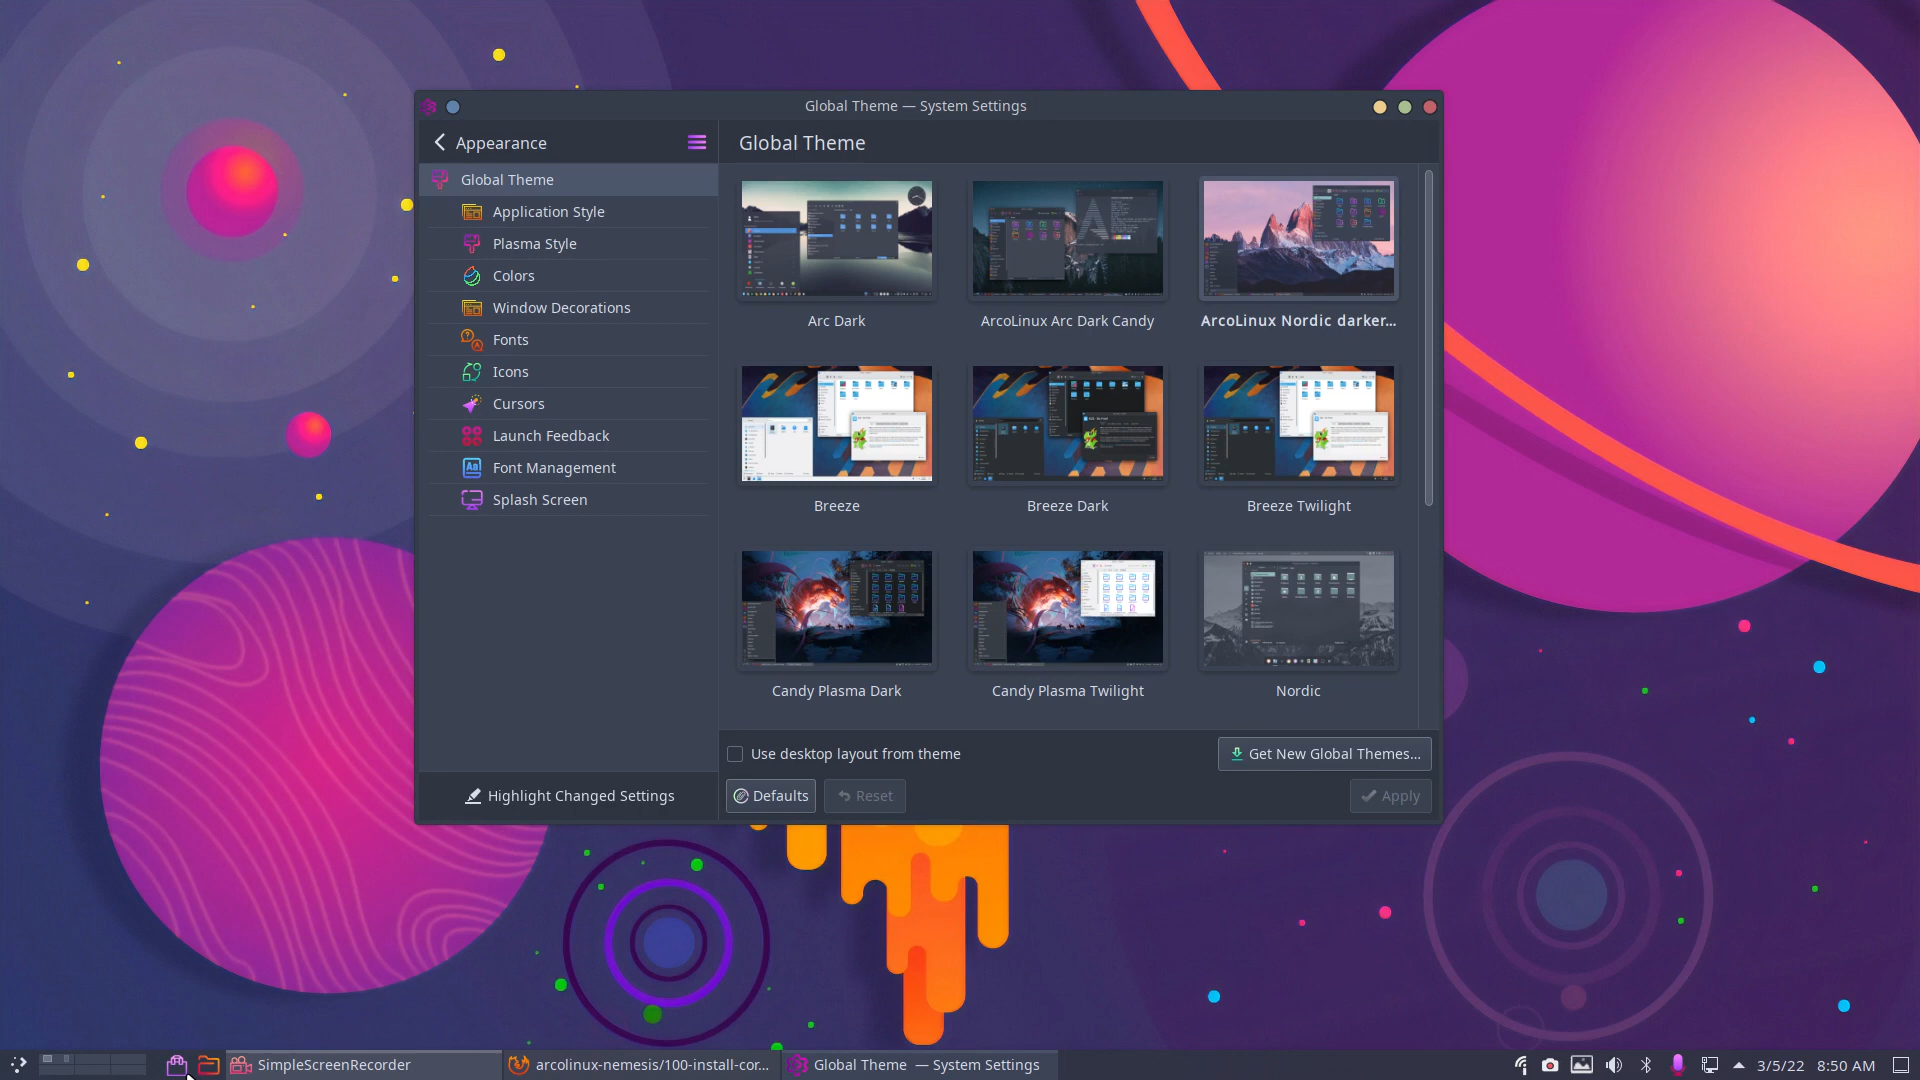 Global Theme — System Settings
Appearance
Global Theme
Global Theme
Application Style
Plasma Style
Colors
Window Decorations
Fonts
Icons
Cursors
Launch Feedback
Font Management
Splash Screen
Arc Dark
ArcoLinux Arc Dark Candy
ArcoLinux Nordic darker...
Breeze
Breeze Dark
Breeze Twilight
Candy Plasma Dark
Candy Plasma Twilight
Nordic
Use desktop layout from theme
Get New Global Themes...
Highlight Changed Settings
Defaults
Reset
Apply
SimpleScreenRecorder
arcolinux-nemesis/100-install-cor...
Global Theme — System Settings
3/5/22
8:50 AM